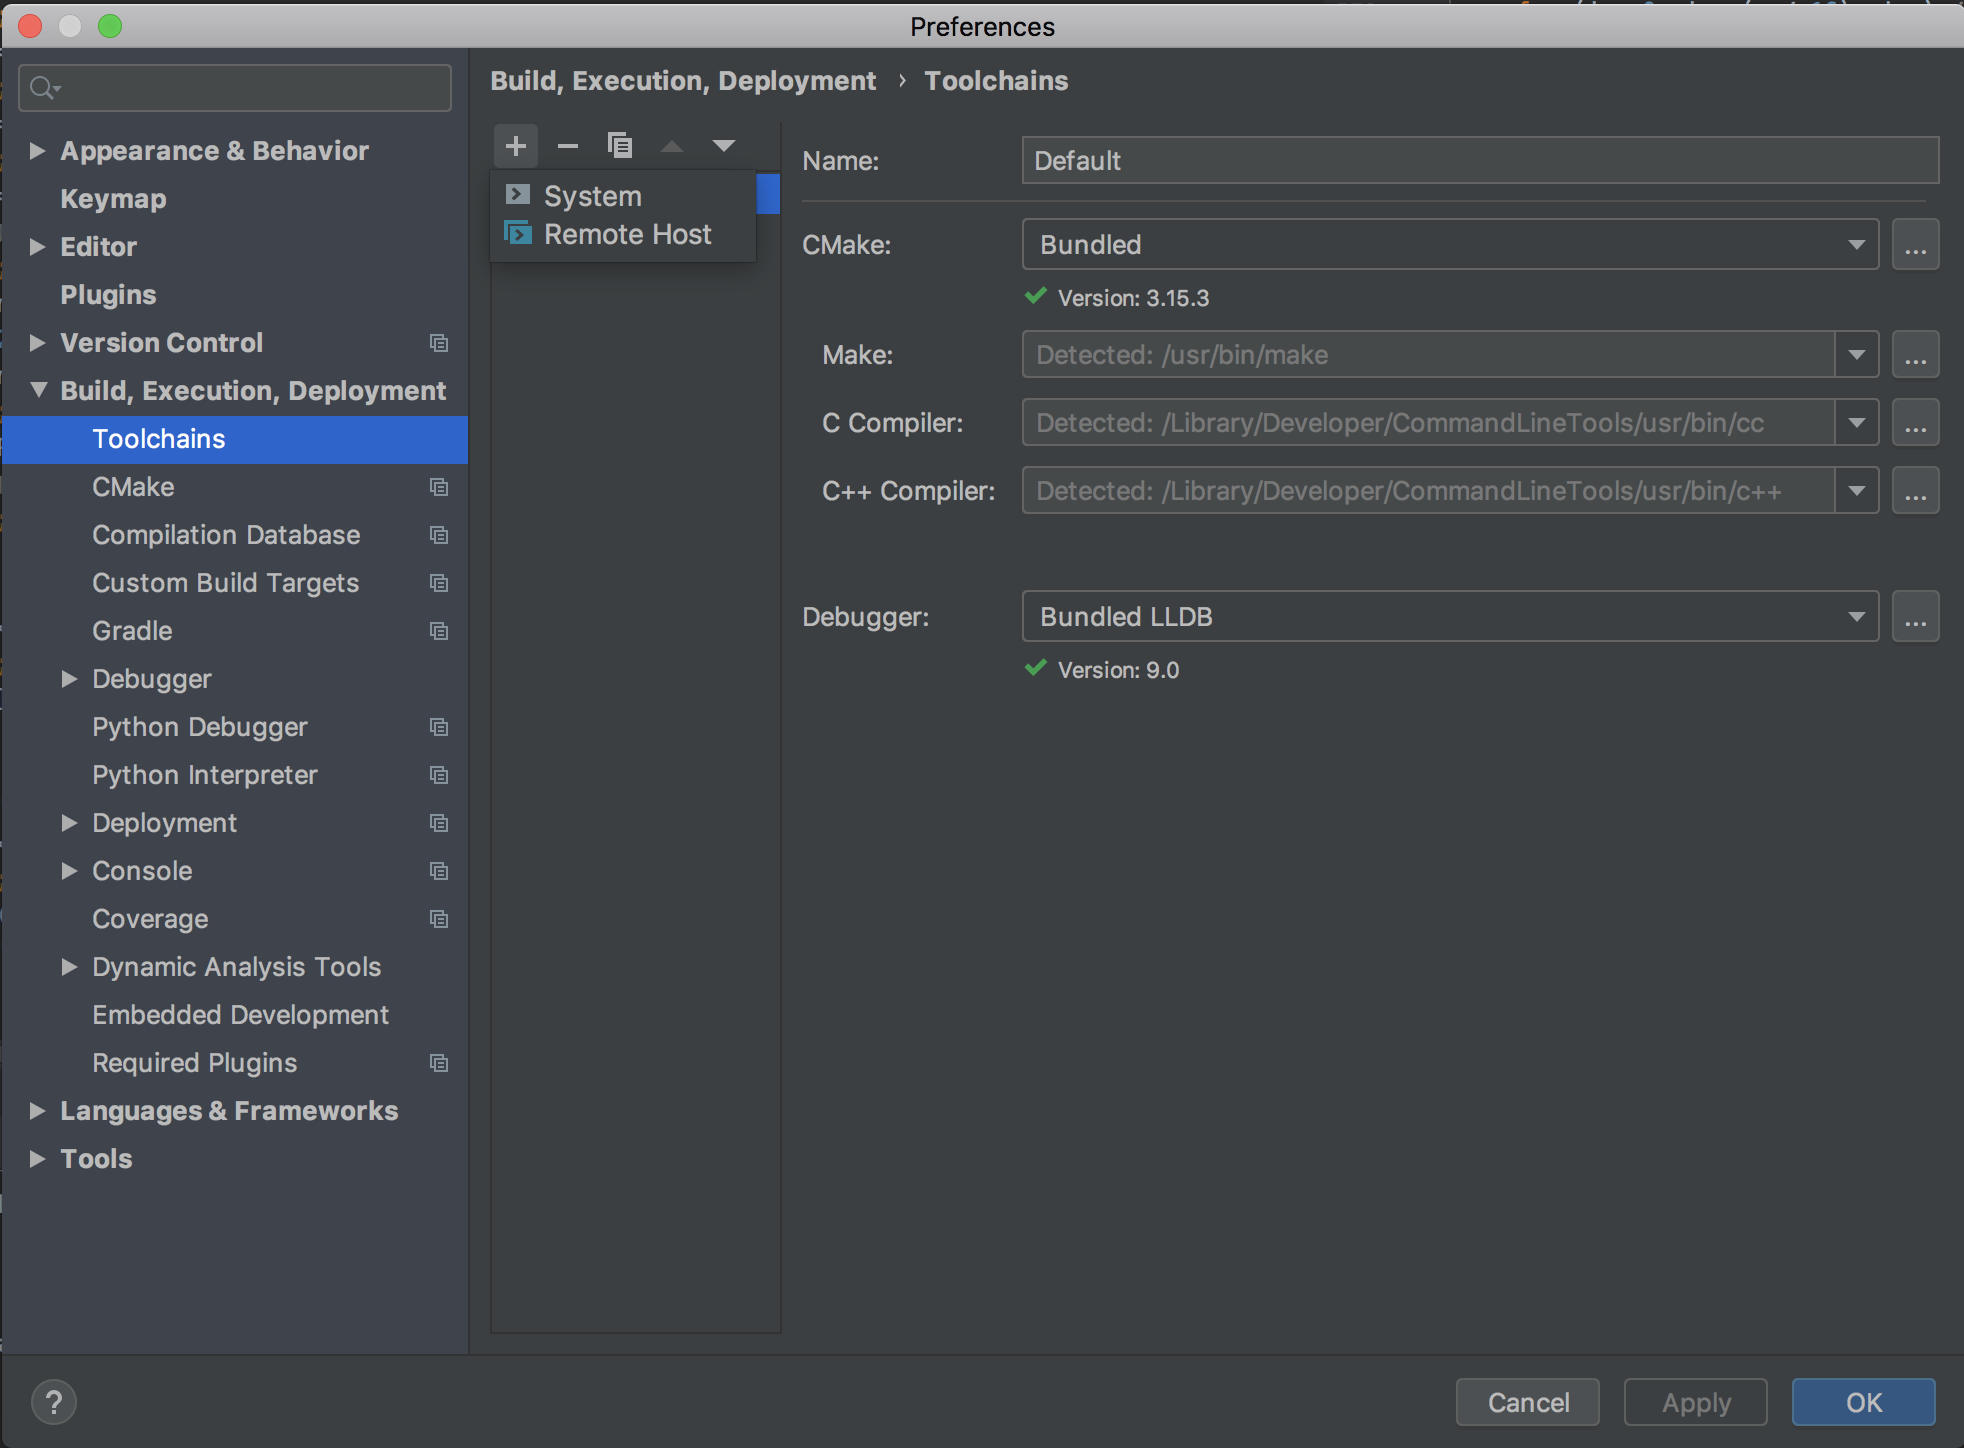 Preferences
Build, Execution, Deployment › Toolchains
Appearance & Behavior
Keymap
Editor
Plugins
Version Control
Build, Execution, Deployment
Toolchains
CMake
Compilation Database
Custom Build Targets
Gradle
Debugger
Python Debugger
Python Interpreter
Deployment
Console
Coverage
Dynamic Analysis Tools
Embedded Development
Required Plugins
Languages & Frameworks
Tools
System
Remote Host
Name: Default
CMake: Bundled ...
Version: 3.15.3
Make: Detected: /usr/bin/make ...
C Compiler: Detected: /Library/Developer/CommandLineTools/usr/bin/cc ...
C++ Compiler: Detected: /Library/Developer/CommandLineTools/usr/bin/c++ ...
Debugger: Bundled LLDB ...
Version: 9.0
? Cancel Apply OK